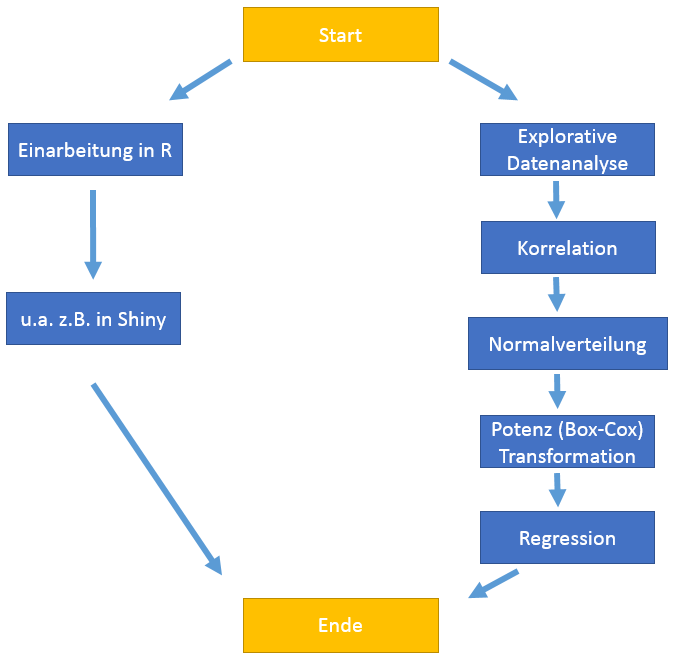 Start
Einarbeitung in R
u.a. z.B. in Shiny
Explorative
Datenanalyse
Korrelation
Normalverteilung
Potenz (Box-Cox)
Transformation
Regression
Ende